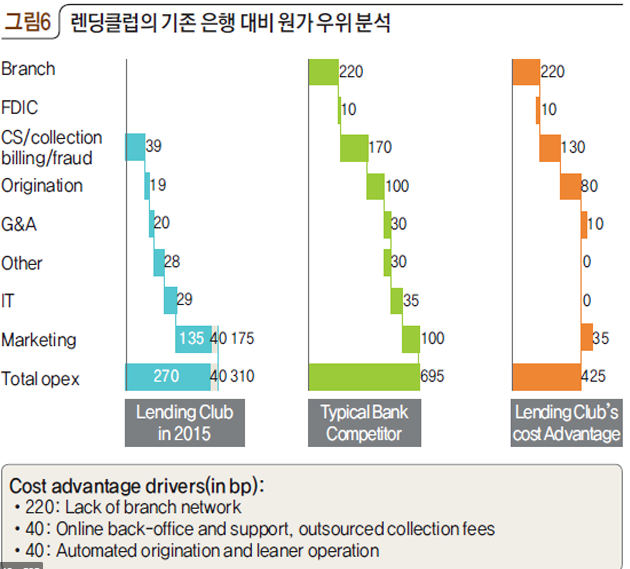 그림6 렌딩클럽의 기존 은행 대비 원가 우위 분석
Branch 220 220
FDIC 10 10
CS/collection
billing/fraud 39 170 130
Origination 19 100 80
G&A 20 30 10
Other 28 30 0
IT 29 35 0
Marketing 135 40 175 100 35
Total opex 270 40 310 695 425
Lending Club
in 2015
Typical Bank
Competitor
Lending Club's
cost Advantage
Cost advantage drivers(in bp):
• 220: Lack of branch network
• 40: Online back-office and support, outsourced collection fees
• 40: Automated origination and leaner operation